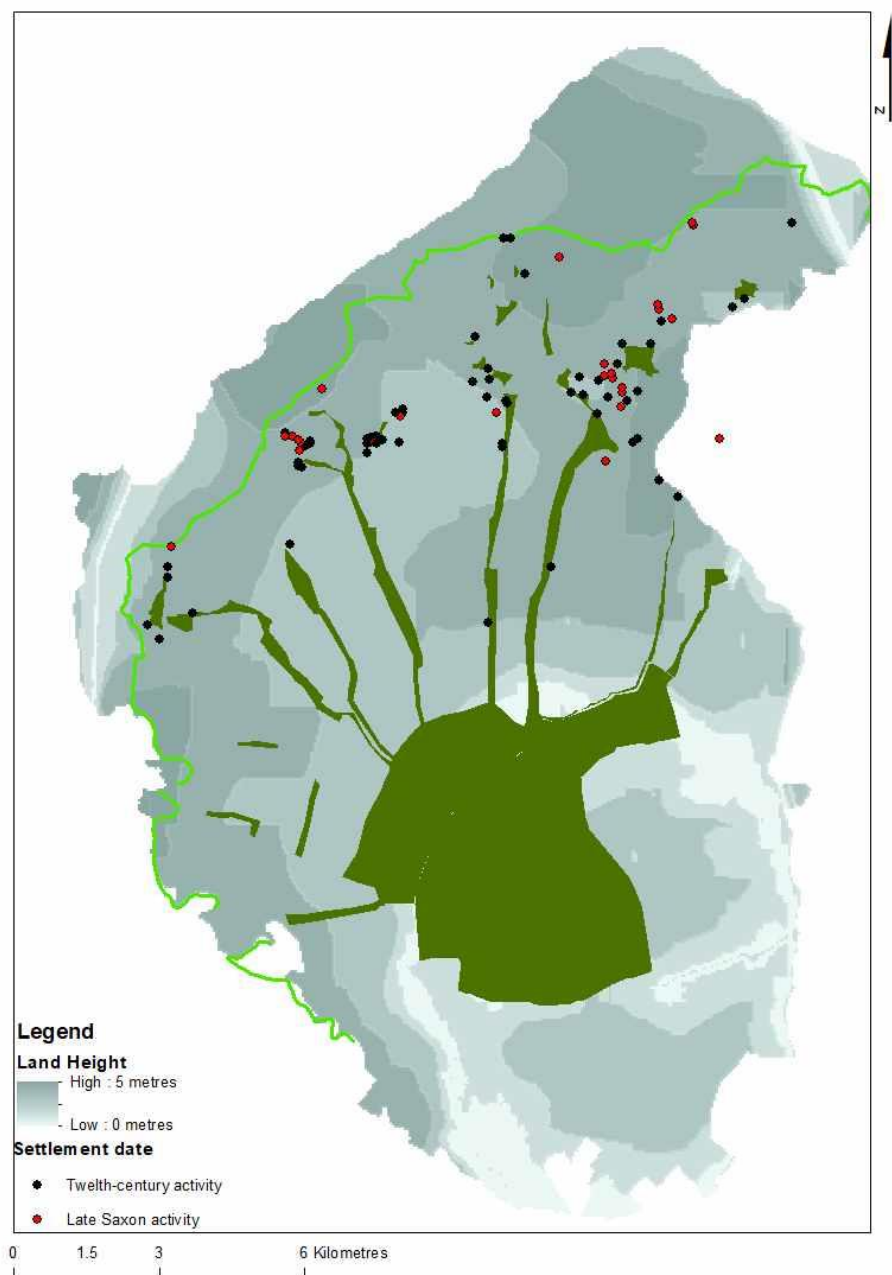 N
Legend
Land Height
High : 5 metres
Low : 0 metres
Settlement date
Twelth-century activity
Late Saxon activity
0 1.5 3 6 Kilometres